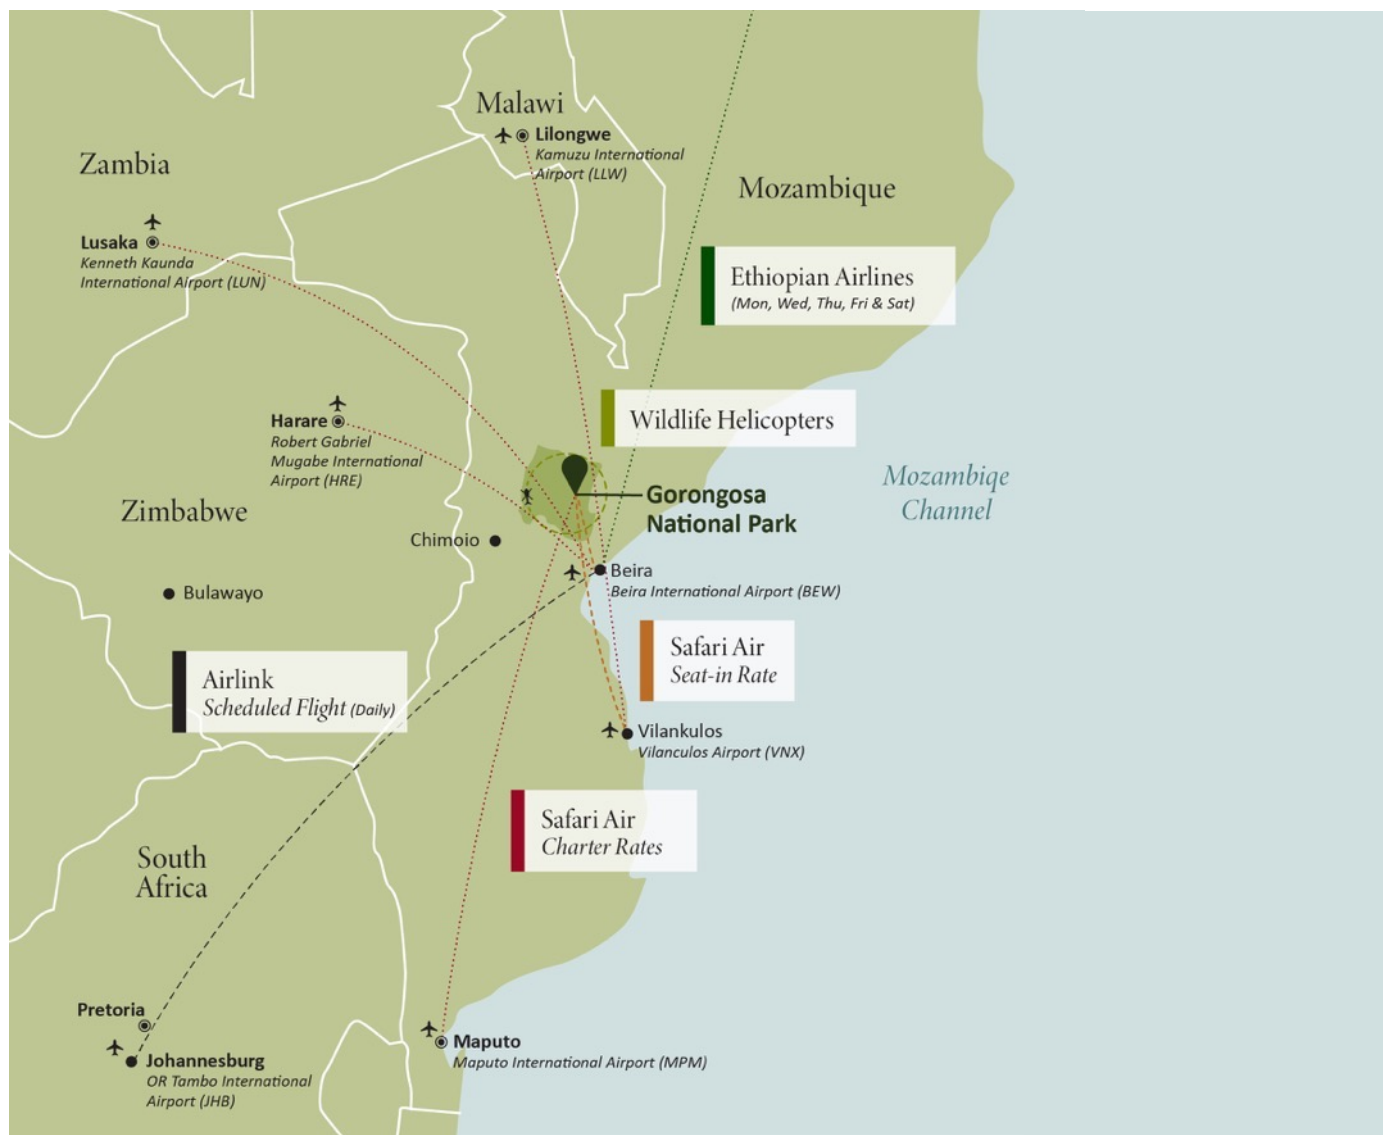 Malawi
Lilongwe
Kamuzu International
Airport (LLW)
Zambia
Mozambique
Lusaka
Kenneth Kaunda
International Airport (LUN)
Ethiopian Airlines
(Mon, Wed, Thu, Fri & Sat)
Harare
Robert Gabriel
Mugabe International
Airport (HRE)
Wildlife Helicopters
Mozambiqe
Channel
Gorongosa
National Park
Zimbabwe
Chimoio
Beira
Beira International Airport (BEW)
Bulawayo
Safari Air
Seat-in Rate
Airlink
Scheduled Flight (Daily)
Vilankulos
Vilanculos Airport (VNX)
Safari Air
Charter Rates
South
Africa
Pretoria
Johannesburg
OR Tambo International
Airport (JHB)
Maputo
Maputo International Airport (MPM)